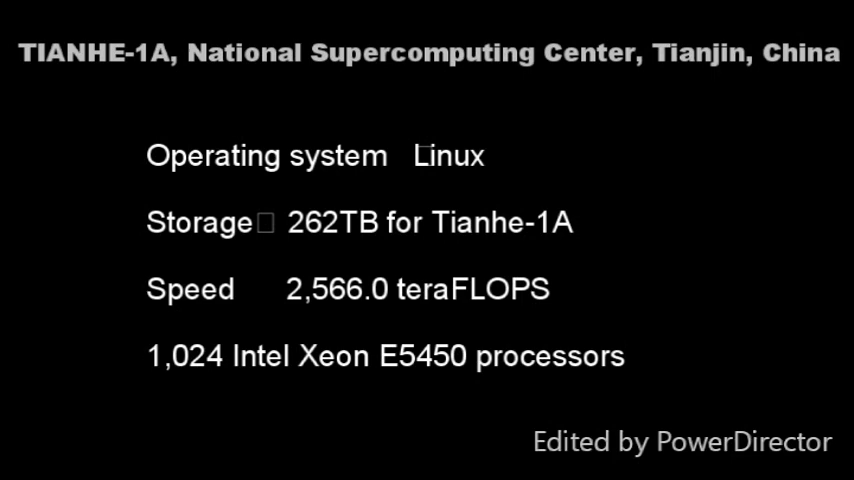 TIANHE-1A, National Supercomputing Center, Tianjin, China
Operating system Linux
Storage 262TB for Tianhe-1A
Speed 2,566.0 teraFLOPS
1,024 Intel Xeon E5450 processors
Edited by PowerDirector